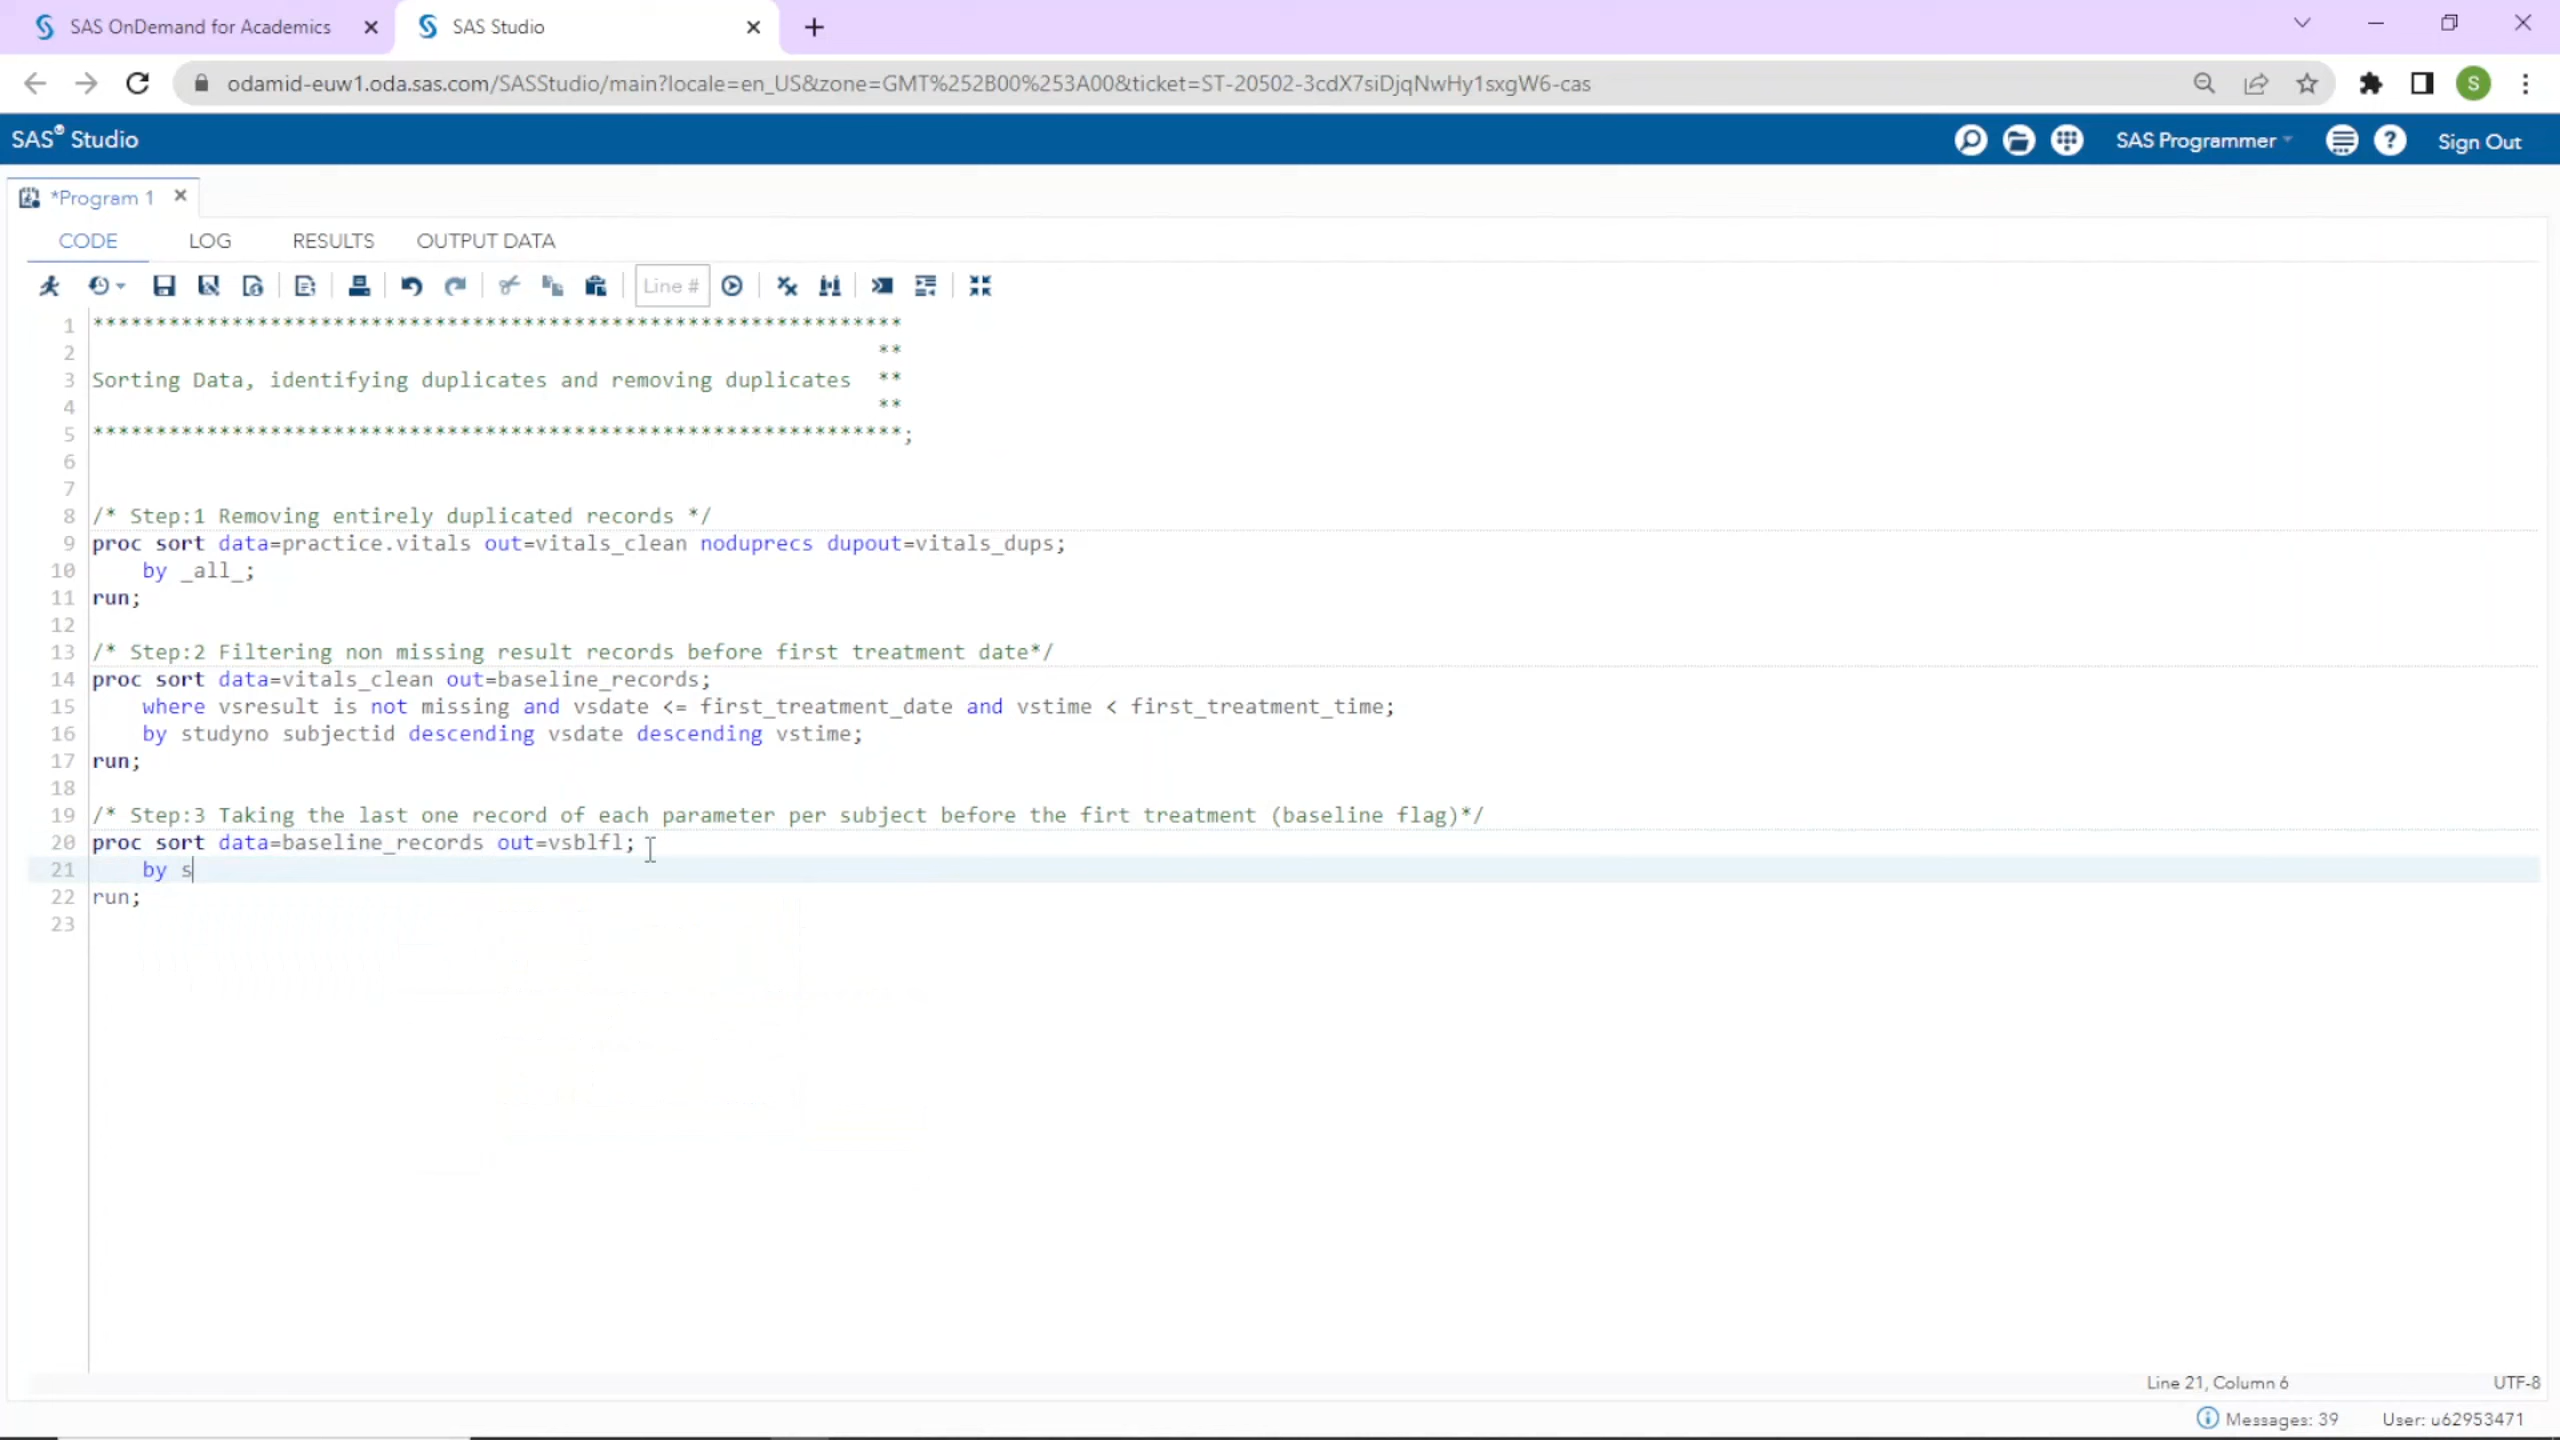 SAS OnDemand for Academics
SAS Studio
odamid-euw1.oda.sas.com/SASStudio/main?locale=en_US&zone=GMT%252B00%253A00&ticket=ST-20502-3cdX7siDjqNwHy1sxgW6-cas
S
SAS® Studio
SAS Programmer
Sign Out
*Program 1
CODE LOG RESULTS OUTPUT DATA
Line #
1 ****************************************************************
2 **
3 Sorting Data, identifying duplicates and removing duplicates **
4 **
5 ****************************************************************;
6
7
8 /* Step:1 Removing entirely duplicated records */
9 proc sort data=practice.vitals out=vitals_clean noduprecs dupout=vitals_dups;
10 by _all_;
11 run;
12
13 /* Step:2 Filtering non missing result records before first treatment date*/
14 proc sort data=vitals_clean out=baseline_records;
15 where vsresult is not missing and vsdate <= first_treatment_date and vstime < first_treatment_time;
16 by studyno subjectid descending vsdate descending vstime;
17 run;
18
19 /* Step:3 Taking the last one record of each parameter per subject before the firt treatment (baseline flag)*/
20 proc sort data=baseline_records out=vsblfl;
21 by s
22 run;
23
Line 21, Column 6
UTF-8
Messages: 39
User: u62953471